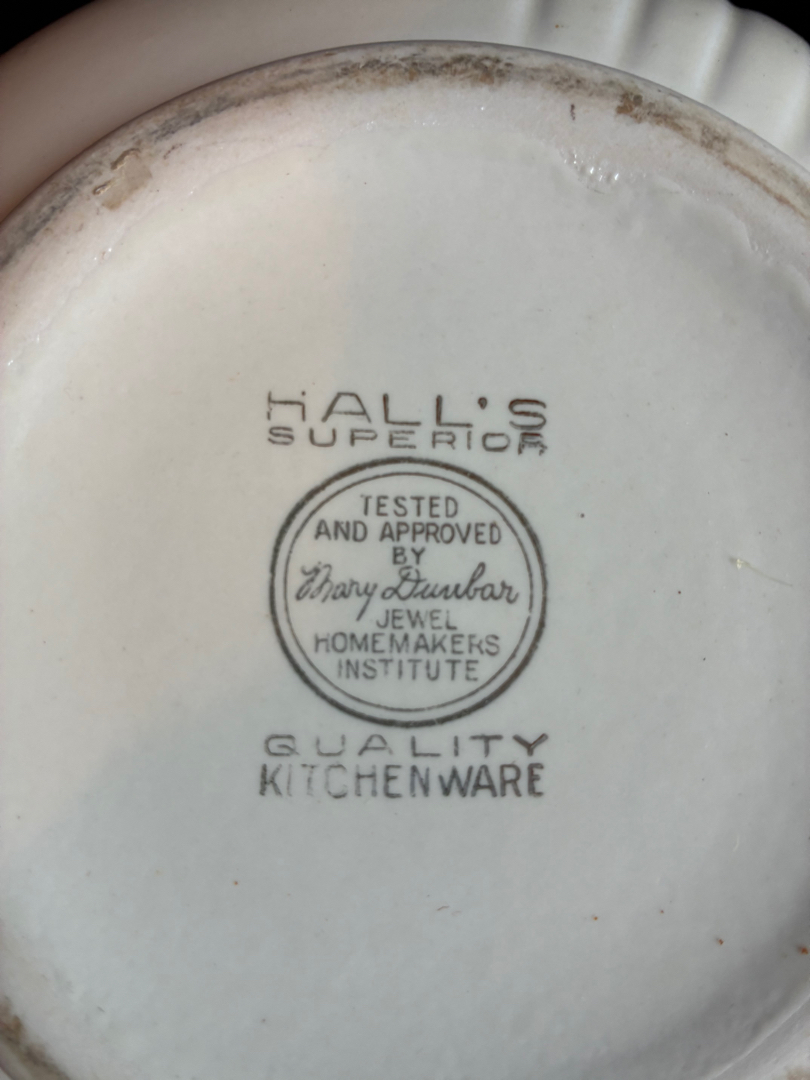 HALL'S
SUPERIOR
TESTED
AND APPROVED
BY
Mary Dunbar
JEWEL
HOMEMAKERS
INSTITUTE
QUALITY
KITCHENWARE